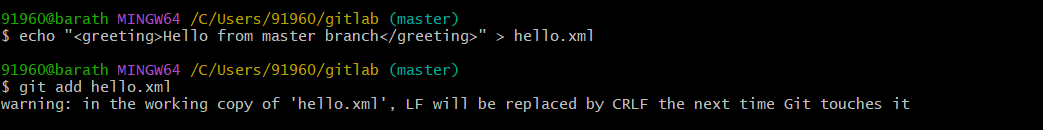 91960@barath MINGW64 /C/Users/91960/gitlab (master)
$ echo "<greeting>Hello from master branch</greeting>" > hello.xml
91960@barath MINGW64 /C/Users/91960/gitlab (master)
$ git add hello.xml
warning: in the working copy of 'hello.xml', LF will be replaced by CRLF the next time Git touches it